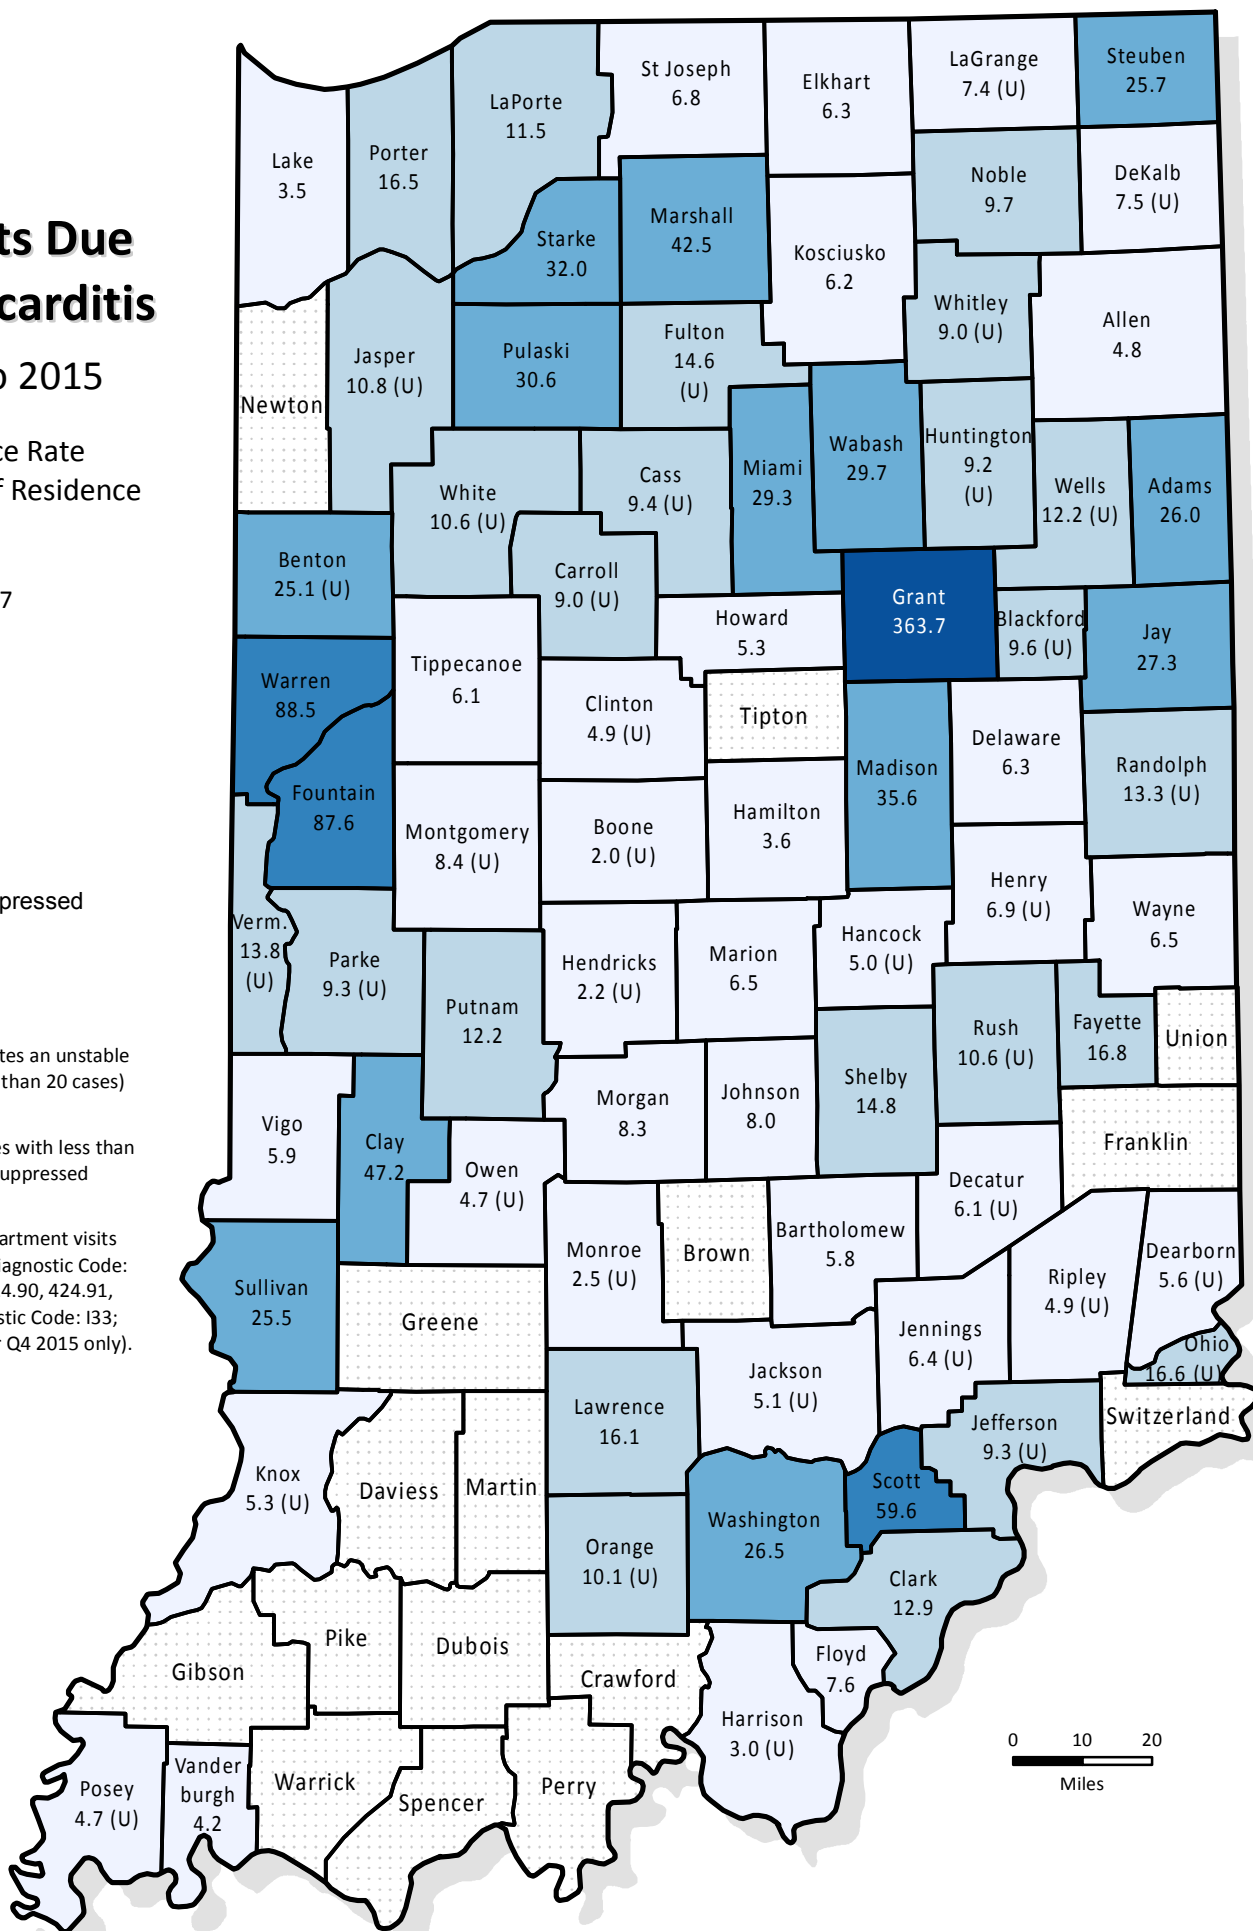 ts Due
carditis
o 2015
ce Rate
f Residence
7
pressed
tes an unstable
than 20 cases)
es with less than
uppressed
artment visits
iagnostic Code:
4.90, 424.91,
stic Code: I33;
r Q4 2015 only).
Lake
3.5
Porter
16.5
LaPorte
11.5
St Joseph
6.8
Elkhart
6.3
LaGrange
7.4 (U)
Steuben
25.7
Noble
9.7
DeKalb
7.5 (U)
Starke
32.0
Marshall
42.5
Kosciusko
6.2
Whitley
9.0 (U)
Allen
4.8
Newton
Jasper
10.8 (U)
Pulaski
30.6
Fulton
14.6
(U)
Miami
29.3
Wabash
29.7
Huntington
9.2
(U)
Wells
12.2 (U)
Adams
26.0
White
10.6 (U)
Cass
9.4 (U)
Benton
25.1 (U)
Carroll
9.0 (U)
Howard
5.3
Grant
363.7
Blackford
9.6 (U)
Jay
27.3
Warren
88.5
Tippecanoe
6.1
Clinton
4.9 (U)
Tipton
Madison
35.6
Delaware
6.3
Randolph
13.3 (U)
Fountain
87.6
Montgomery
8.4 (U)
Boone
2.0 (U)
Hamilton
3.6
Henry
6.9 (U)
Wayne
6.5
Verm.
13.8
(U)
Parke
9.3 (U)
Putnam
12.2
Hendricks
2.2 (U)
Marion
6.5
Hancock
5.0 (U)
Rush
10.6 (U)
Fayette
16.8
Union
Vigo
5.9
Clay
47.2
Owen
4.7 (U)
Morgan
8.3
Johnson
8.0
Shelby
14.8
Franklin
Decatur
6.1 (U)
Sullivan
25.5
Greene
Monroe
2.5 (U)
Brown
Bartholomew
5.8
Jennings
6.4 (U)
Ripley
4.9 (U)
Dearborn
5.6 (U)
Ohio
16.6 (U)
Switzerland
Jackson
5.1 (U)
Lawrence
16.1
Jefferson
9.3 (U)
Knox
5.3 (U)
Daviess
Martin
Scott
59.6
Washington
26.5
Orange
10.1 (U)
Clark
12.9
Floyd
7.6
Harrison
3.0 (U)
Crawford
Dubois
Pike
Gibson
Posey
4.7 (U)
Vander
burgh
4.2
Warrick
Spencer
Perry
0 10 20
Miles